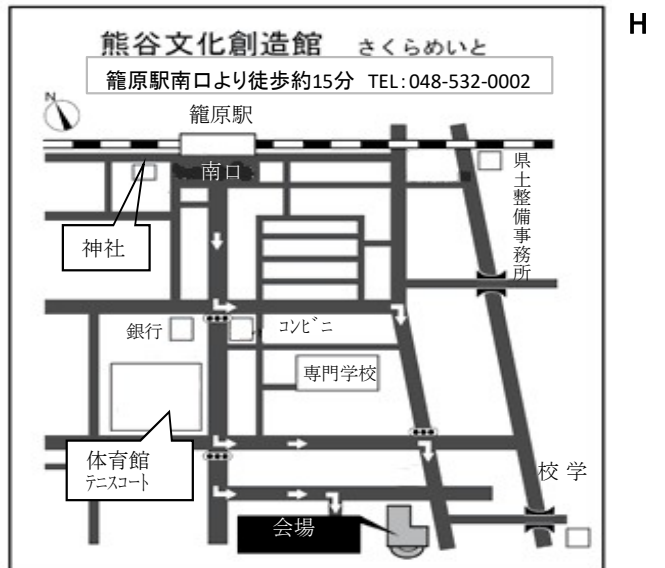 熊谷文化創造館 さくらめいと
籠原駅南口より徒歩約15分 TEL:048-532-0002
N
籠原駅
南口
県土整備事務所
神社
銀行
コンビニ
専門学校
体育館
テニスコート
校学
会場
H